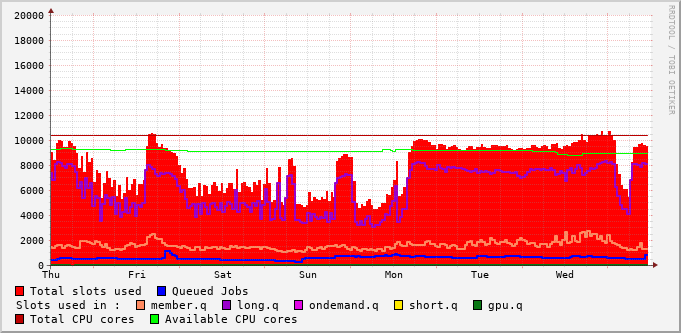 20000
18000
16000
14000
12000
10000
8000
6000
4000
2000
0
Thu Fri Sat Sun Mon Tue Wed
Total slots used Queued Jobs
Slots used in : member.q long.q ondemand.q short.q gpu.q
Total CPU cores Available CPU cores
RRDTOOL / TOBI OETIKER